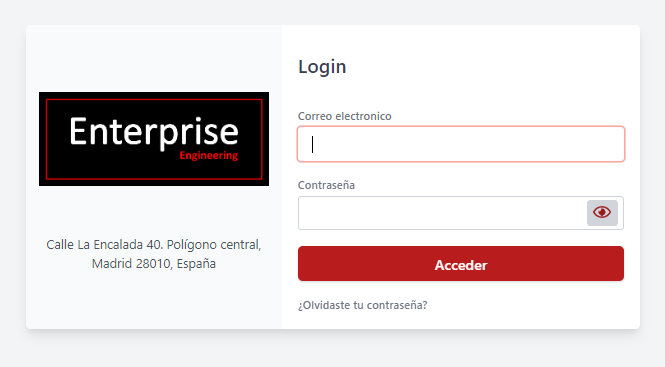 Enterprise
Engineering
Calle La Encalada 40. Polígono central,
Madrid 28010, España
Login
Correo electronico
Contraseña
Acceder
¿Olvidaste tu contraseña?